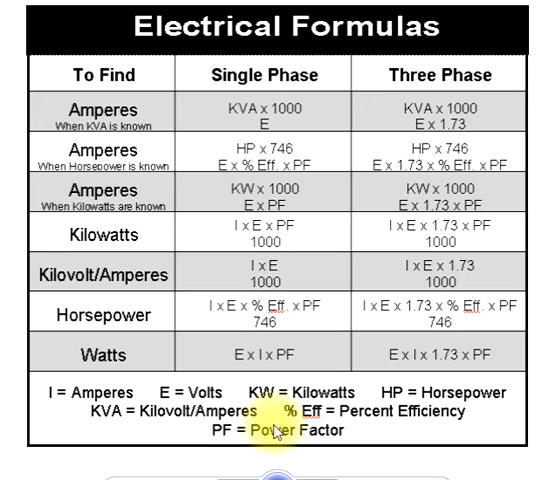 Electrical Formulas
To Find Single Phase Three Phase
Amperes KVA x 1000 KVA x 1000
When KVA is known E E x 1.73
Amperes HP x 746 HP x 746
When Horsepower is known E x % Eff. x PF E x 1.73 x % Eff. x PF
Amperes KW x 1000 KW x 1000
When Kilowatts are known E x PF E x 1.73 x PF
Kilowatts I x E x PF I x E x 1.73 x PF
1000 1000
Kilovolt/Amperes I x E I x E x 1.73
1000 1000
Horsepower I x E x % Eff. x PF I x E x 1.73 x % Eff. x PF
746 746
Watts E x I x PF E x I x 1.73 x PF
I = Amperes E = Volts KW = Kilowatts HP = Horsepower
KVA = Kilovolt/Amperes % Eff = Percent Efficiency
PF = Power Factor